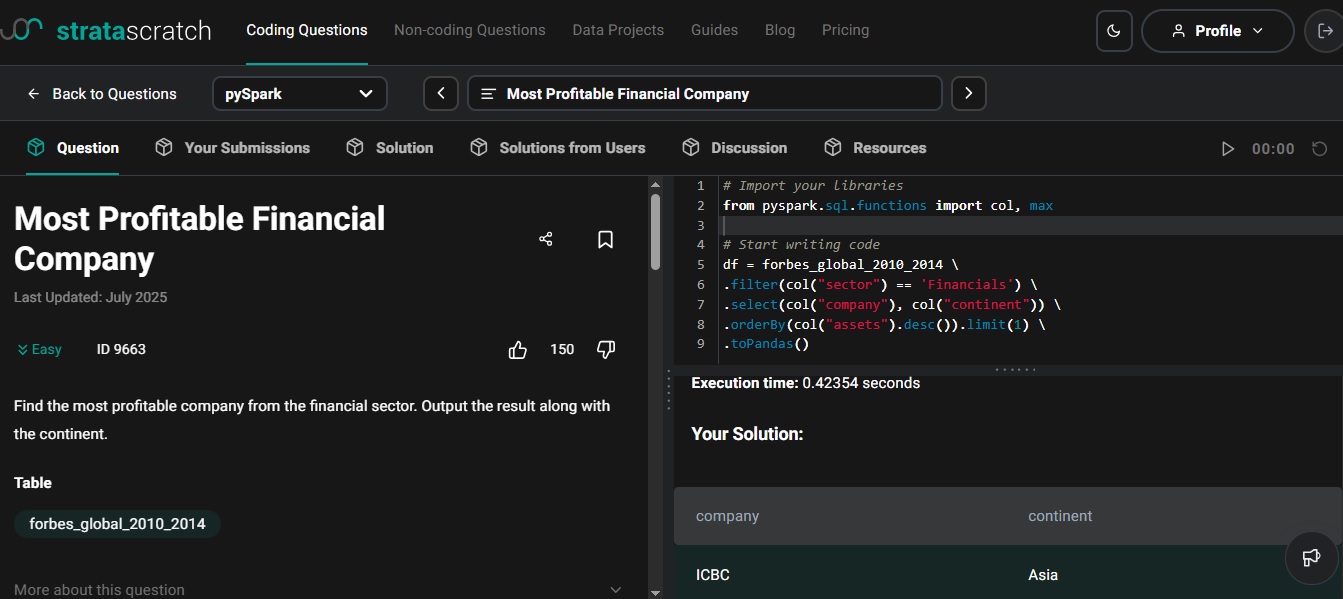 stratascratch
Coding Questions
Non-coding Questions
Data Projects
Guides
Blog
Pricing
Profile
Back to Questions
pySpark
Most Profitable Financial Company
Question
Your Submissions
Solution
Solutions from Users
Discussion
Resources
00:00
Most Profitable Financial
Company
Last Updated: July 2025
Easy
ID 9663
150
Find the most profitable company from the financial sector. Output the result along with
the continent.
Table
forbes_global_2010_2014
More about this question
1 # Import your libraries
2 from pyspark.sql.functions import col, max
3
4 # Start writing code
5 df = forbes_global_2010_2014 \
6 .filter(col("sector") == 'Financials') \
7 .select(col("company"), col("continent")) \
8 .orderBy(col("assets").desc()).limit(1) \
9 .toPandas()
Execution time: 0.42354 seconds
Your Solution:
company continent
ICBC Asia